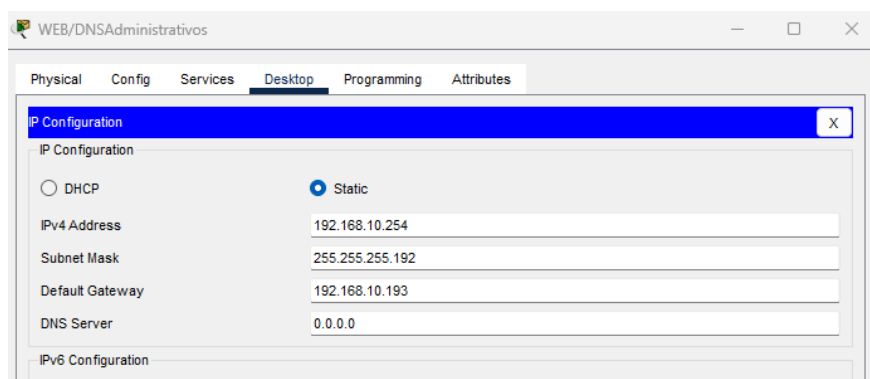 WEB/DNSAdministrativos
Physical Config Services Desktop Programming Attributes
IP Configuration X
IP Configuration
DHCP Static
IPv4 Address 192.168.10.254
Subnet Mask 255.255.255.192
Default Gateway 192.168.10.193
DNS Server 0.0.0.0
IPv6 Configuration